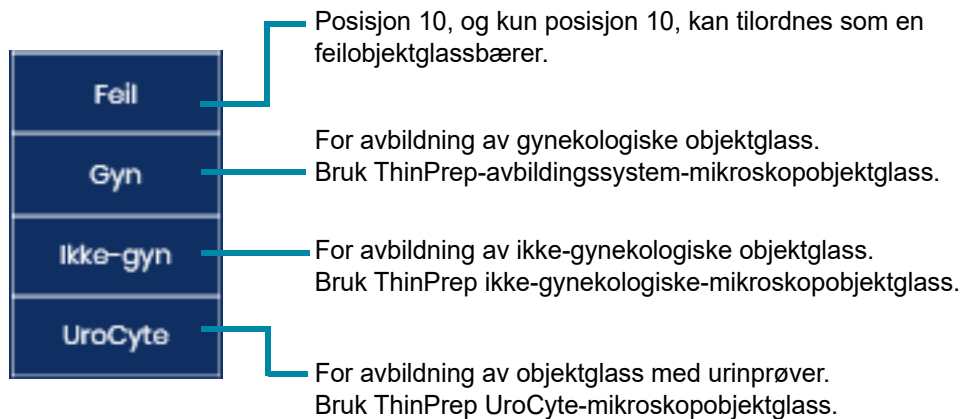 Posisjon 10, og kun posisjon 10, kan tilordnes som en
feilobjektglassbærer.
Feil
For avbildning av gynekologiske objektglass.
Gyn
Bruk ThinPrep-avbildingssystem-mikroskopobjektglass.
Ikke-gyn
For avbildning av ikke-gynekologiske objektglass.
Bruk ThinPrep ikke-gynekologiske-mikroskopobjektglass.
UroCyte
For avbildning av objektglass med urinprøver.
Bruk ThinPrep UroCyte-mikroskopobjektglass.